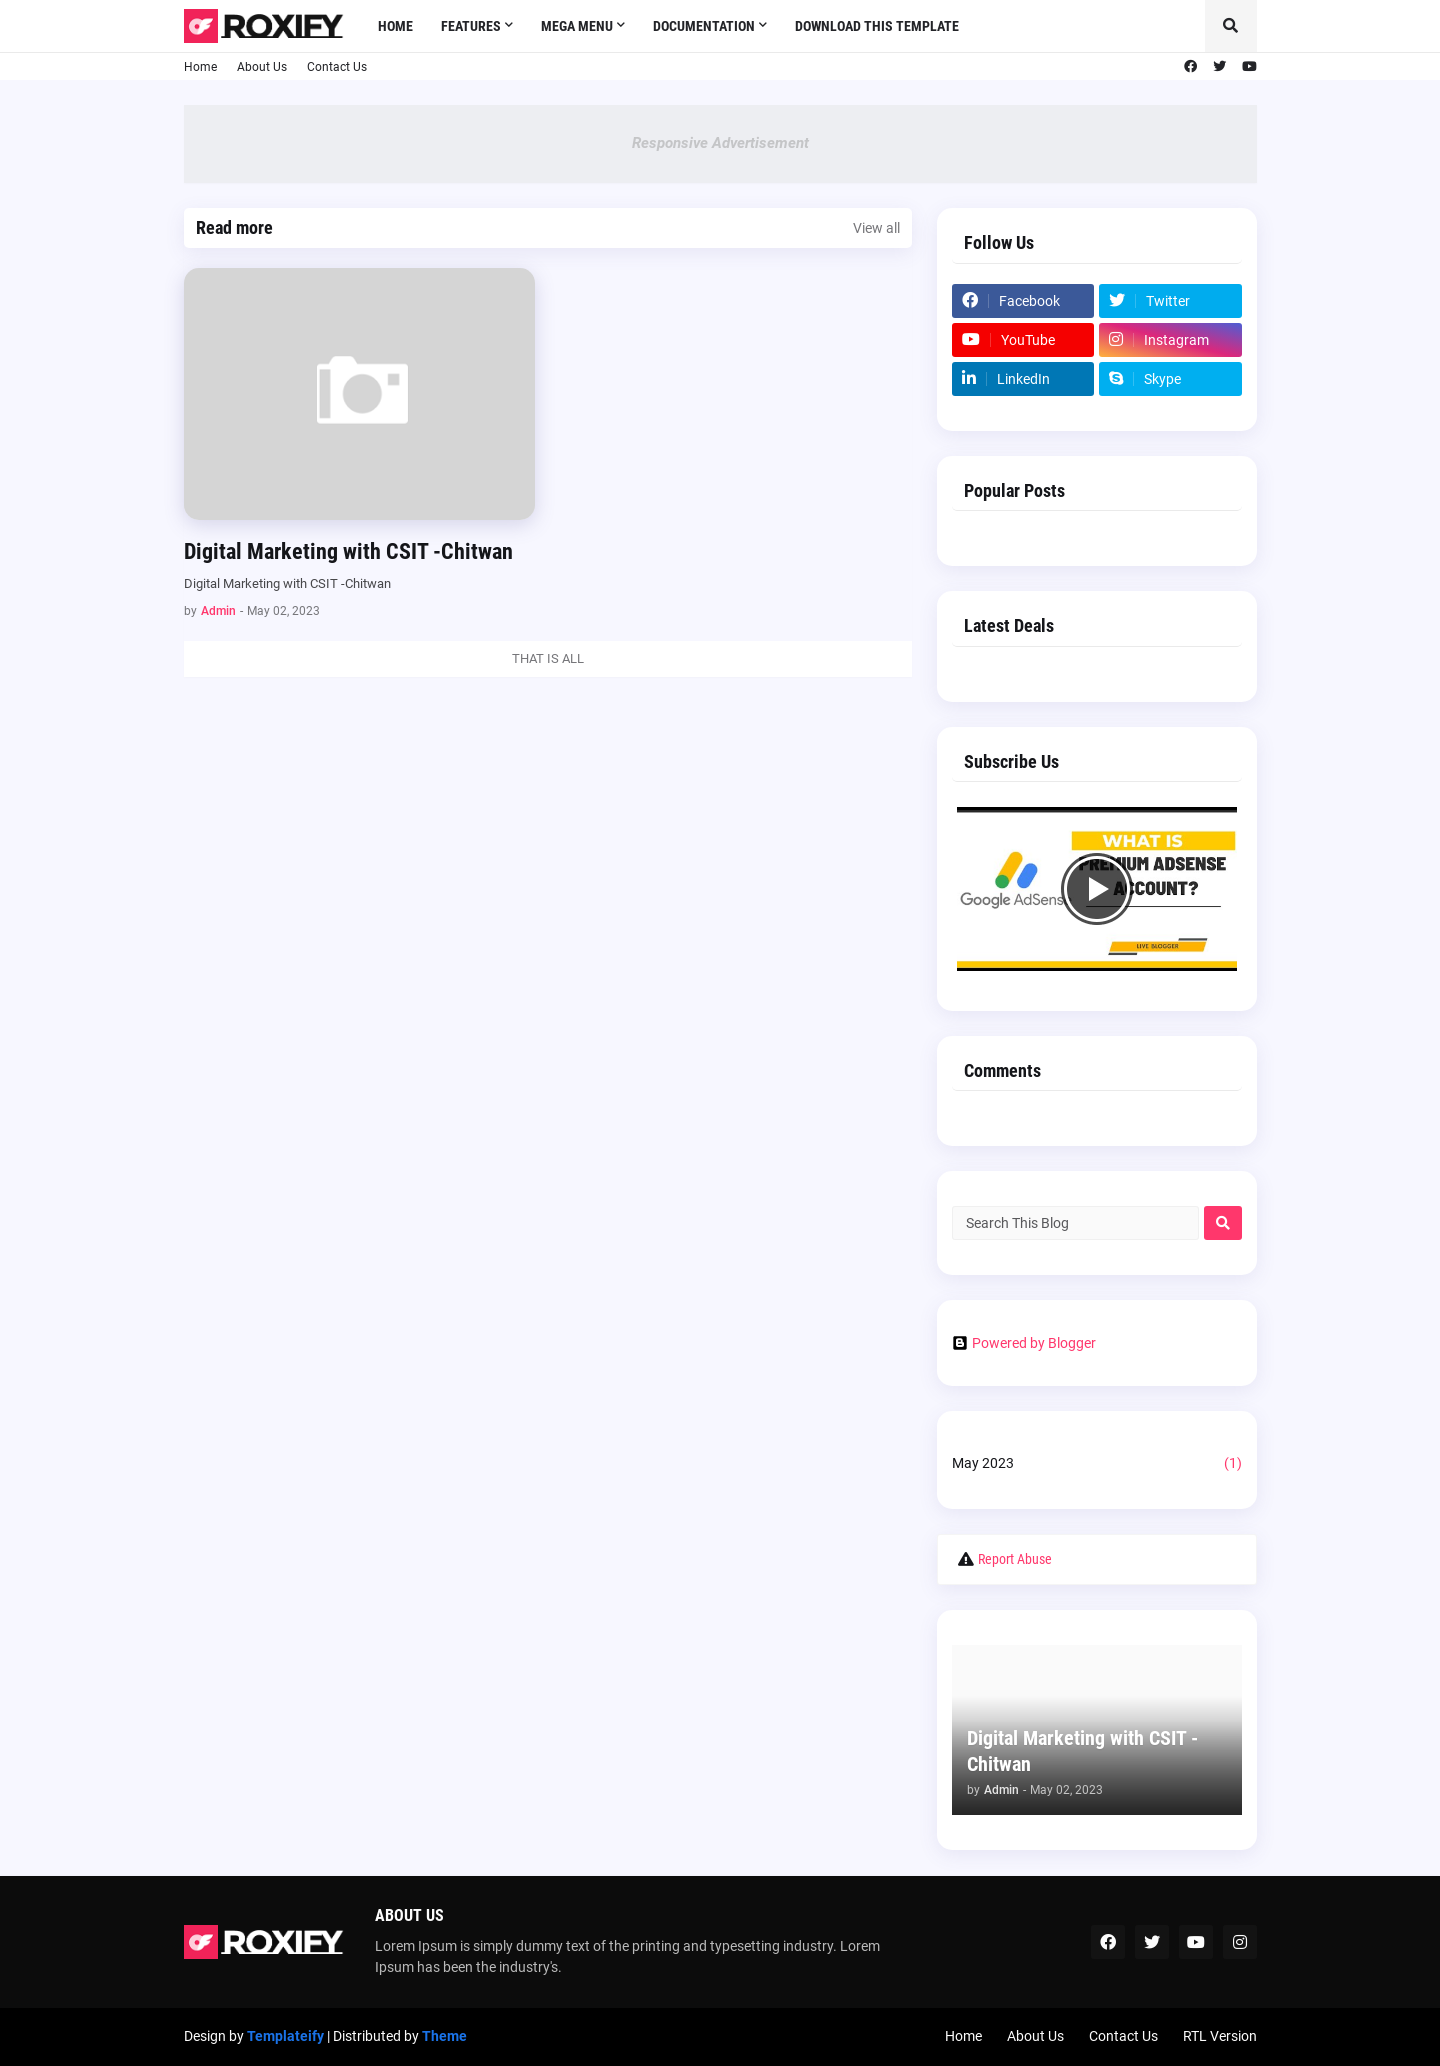 ROXIFY
HOME FEATURES MEGA MENU DOCUMENTATION DOWNLOAD THIS TEMPLATE
Home About Us Contact Us
Responsive Advertisement
Read more View all
Digital Marketing with CSIT -Chitwan
Digital Marketing with CSIT -Chitwan
by Admin - May 02, 2023
THAT IS ALL
Follow Us
Facebook Twitter
YouTube Instagram
LinkedIn Skype
Popular Posts
Latest Deals
Subscribe Us
WHAT IS
PREMIUM ADSENSE
ACCOUNT?
Google AdSense
LIVE BLOGGER
Comments
Search This Blog
Powered by Blogger
May 2023 (1)
Report Abuse
Digital Marketing with CSIT -
Chitwan
by Admin - May 02, 2023
ROXIFY
ABOUT US
Lorem Ipsum is simply dummy text of the printing and typesetting industry. Lorem
Ipsum has been the industry's.
Design by Templateify | Distributed by Theme
Home About Us Contact Us RTL Version